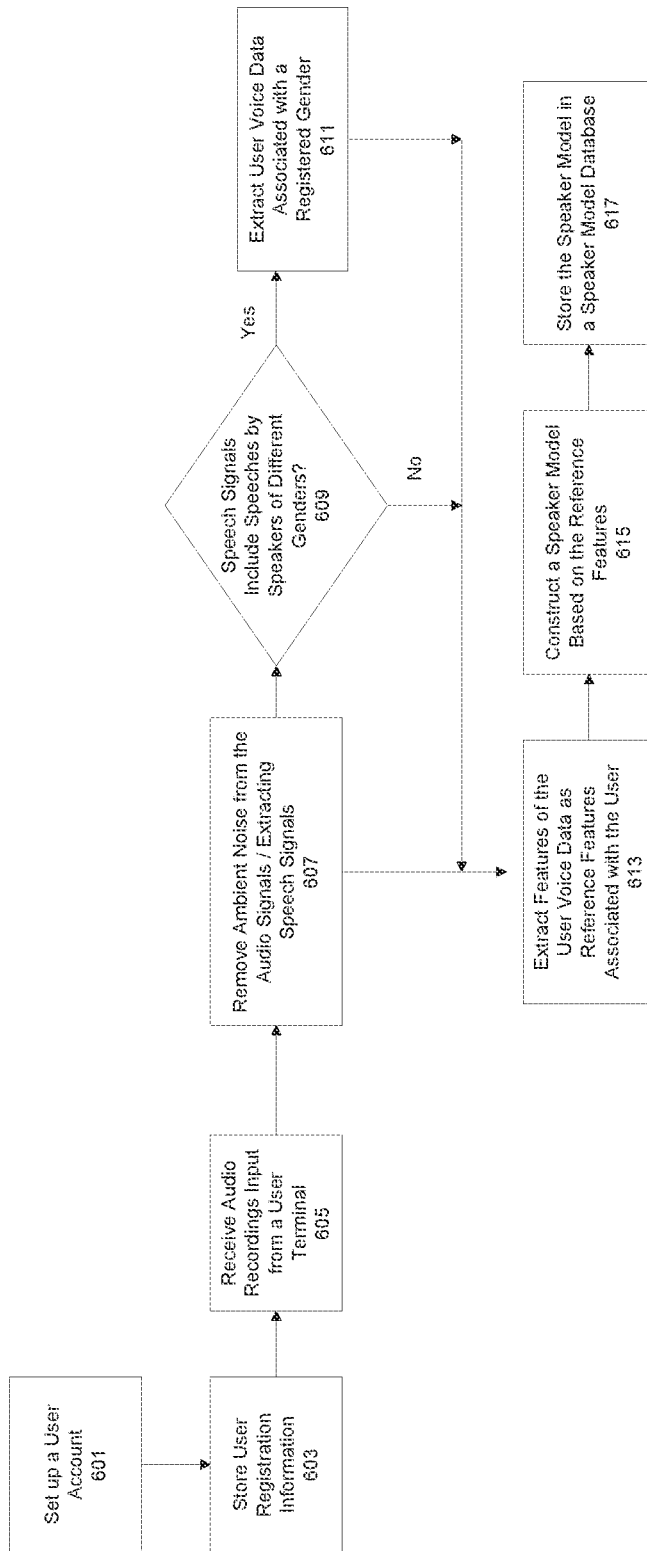 Set up a User
Account
601
Store User
Registration
Information
603
Receive Audio
Recordings Input
from a User
Terminal
605
Remove Ambient Noise from the
Audio Signals / Extracting
Speech Signals
607
Speech Signals
Include Speeches by
Speakers of Different
Genders?
609
Yes
No
Extract User Voice Data
Associated with a
Registered Gender
611
Extract Features of the
User Voice Data as
Reference Features
Associated with the User
613
Construct a Speaker Model
Based on the Reference
Features
615
Store the Speaker Model in
a Speaker Model Database
617